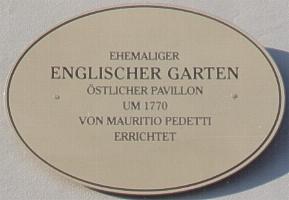 EHEMALIGER
ENGLISCHER GARTEN
ÖSTLICHER PAVILLON
UM 1770
VON MAURITIO PEDETTI
ERRICHTET